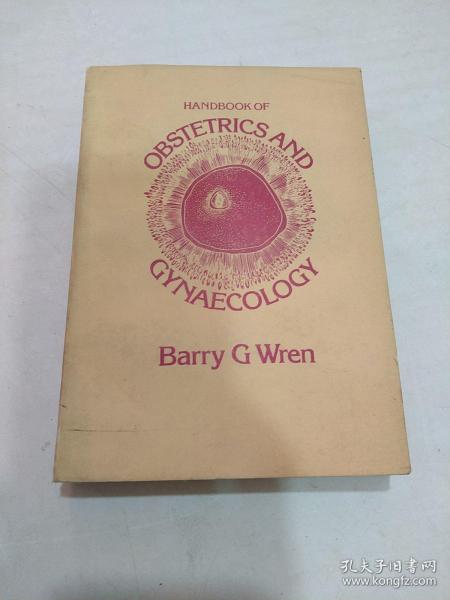 HANDBOOK OF
OBSTETRICS AND
GYNAECOLOGY
Barry G Wren
孔夫子旧书网
www.kongfz.com